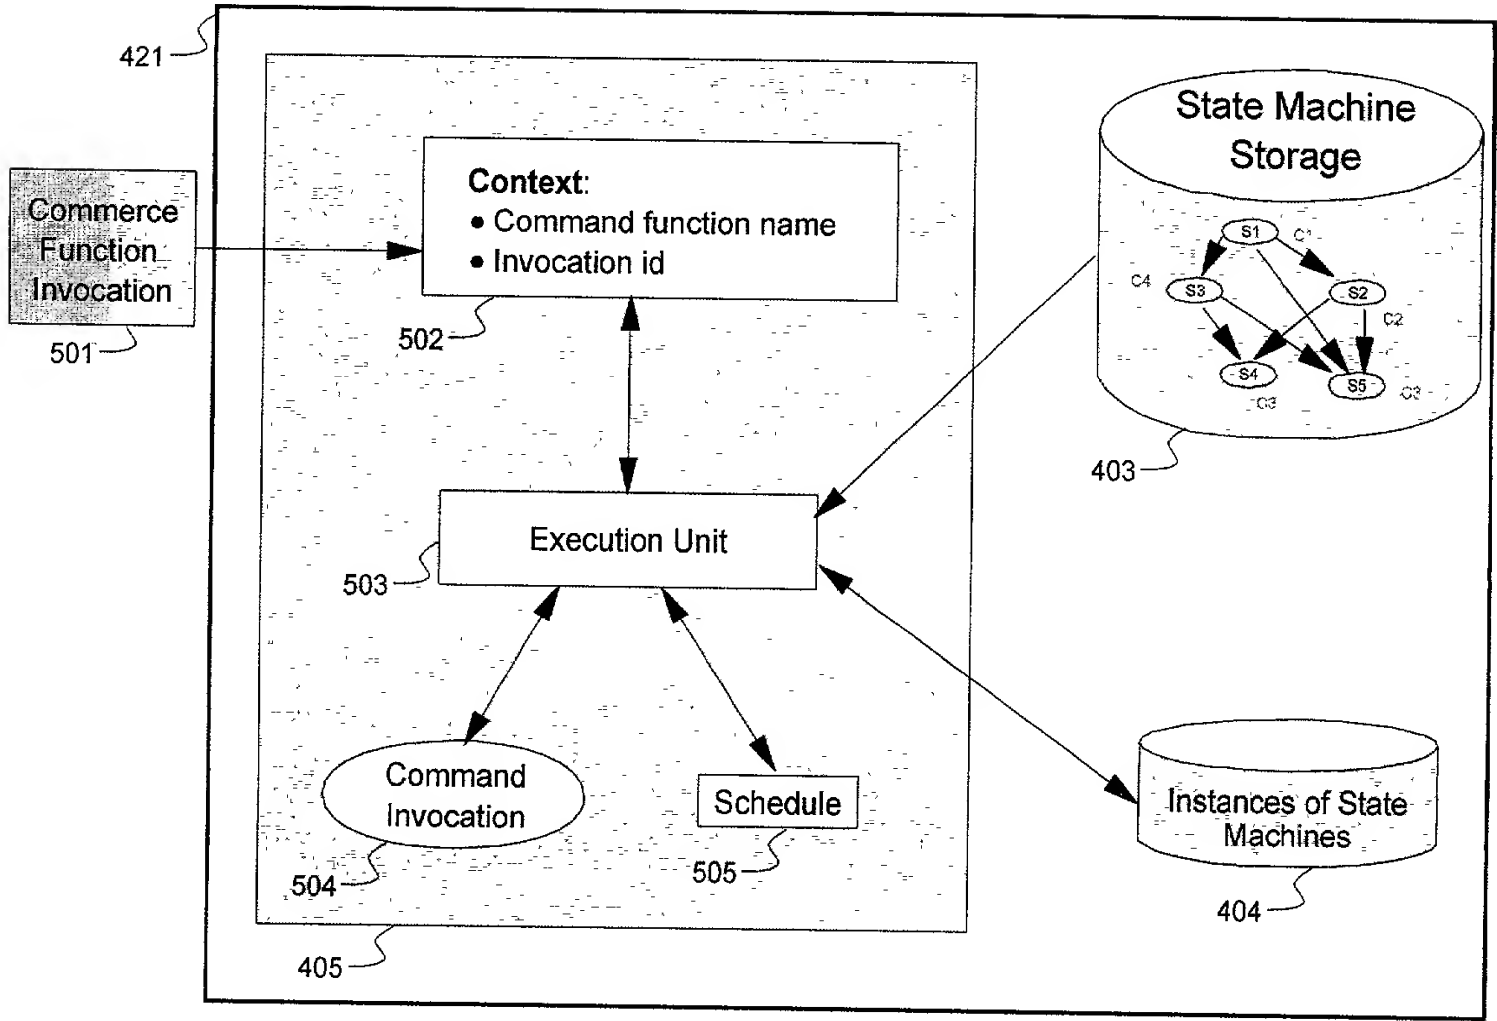 421
State Machine
Storage
Context:
• Command function name
• Invocation id
Commerce
Function
Invocation
501
502
S1
C1
C4
S3
S2
C2
S4
S5
C3
C3
403
Execution Unit
503
Command
Invocation
504
Schedule
505
Instances of State
Machines
404
405